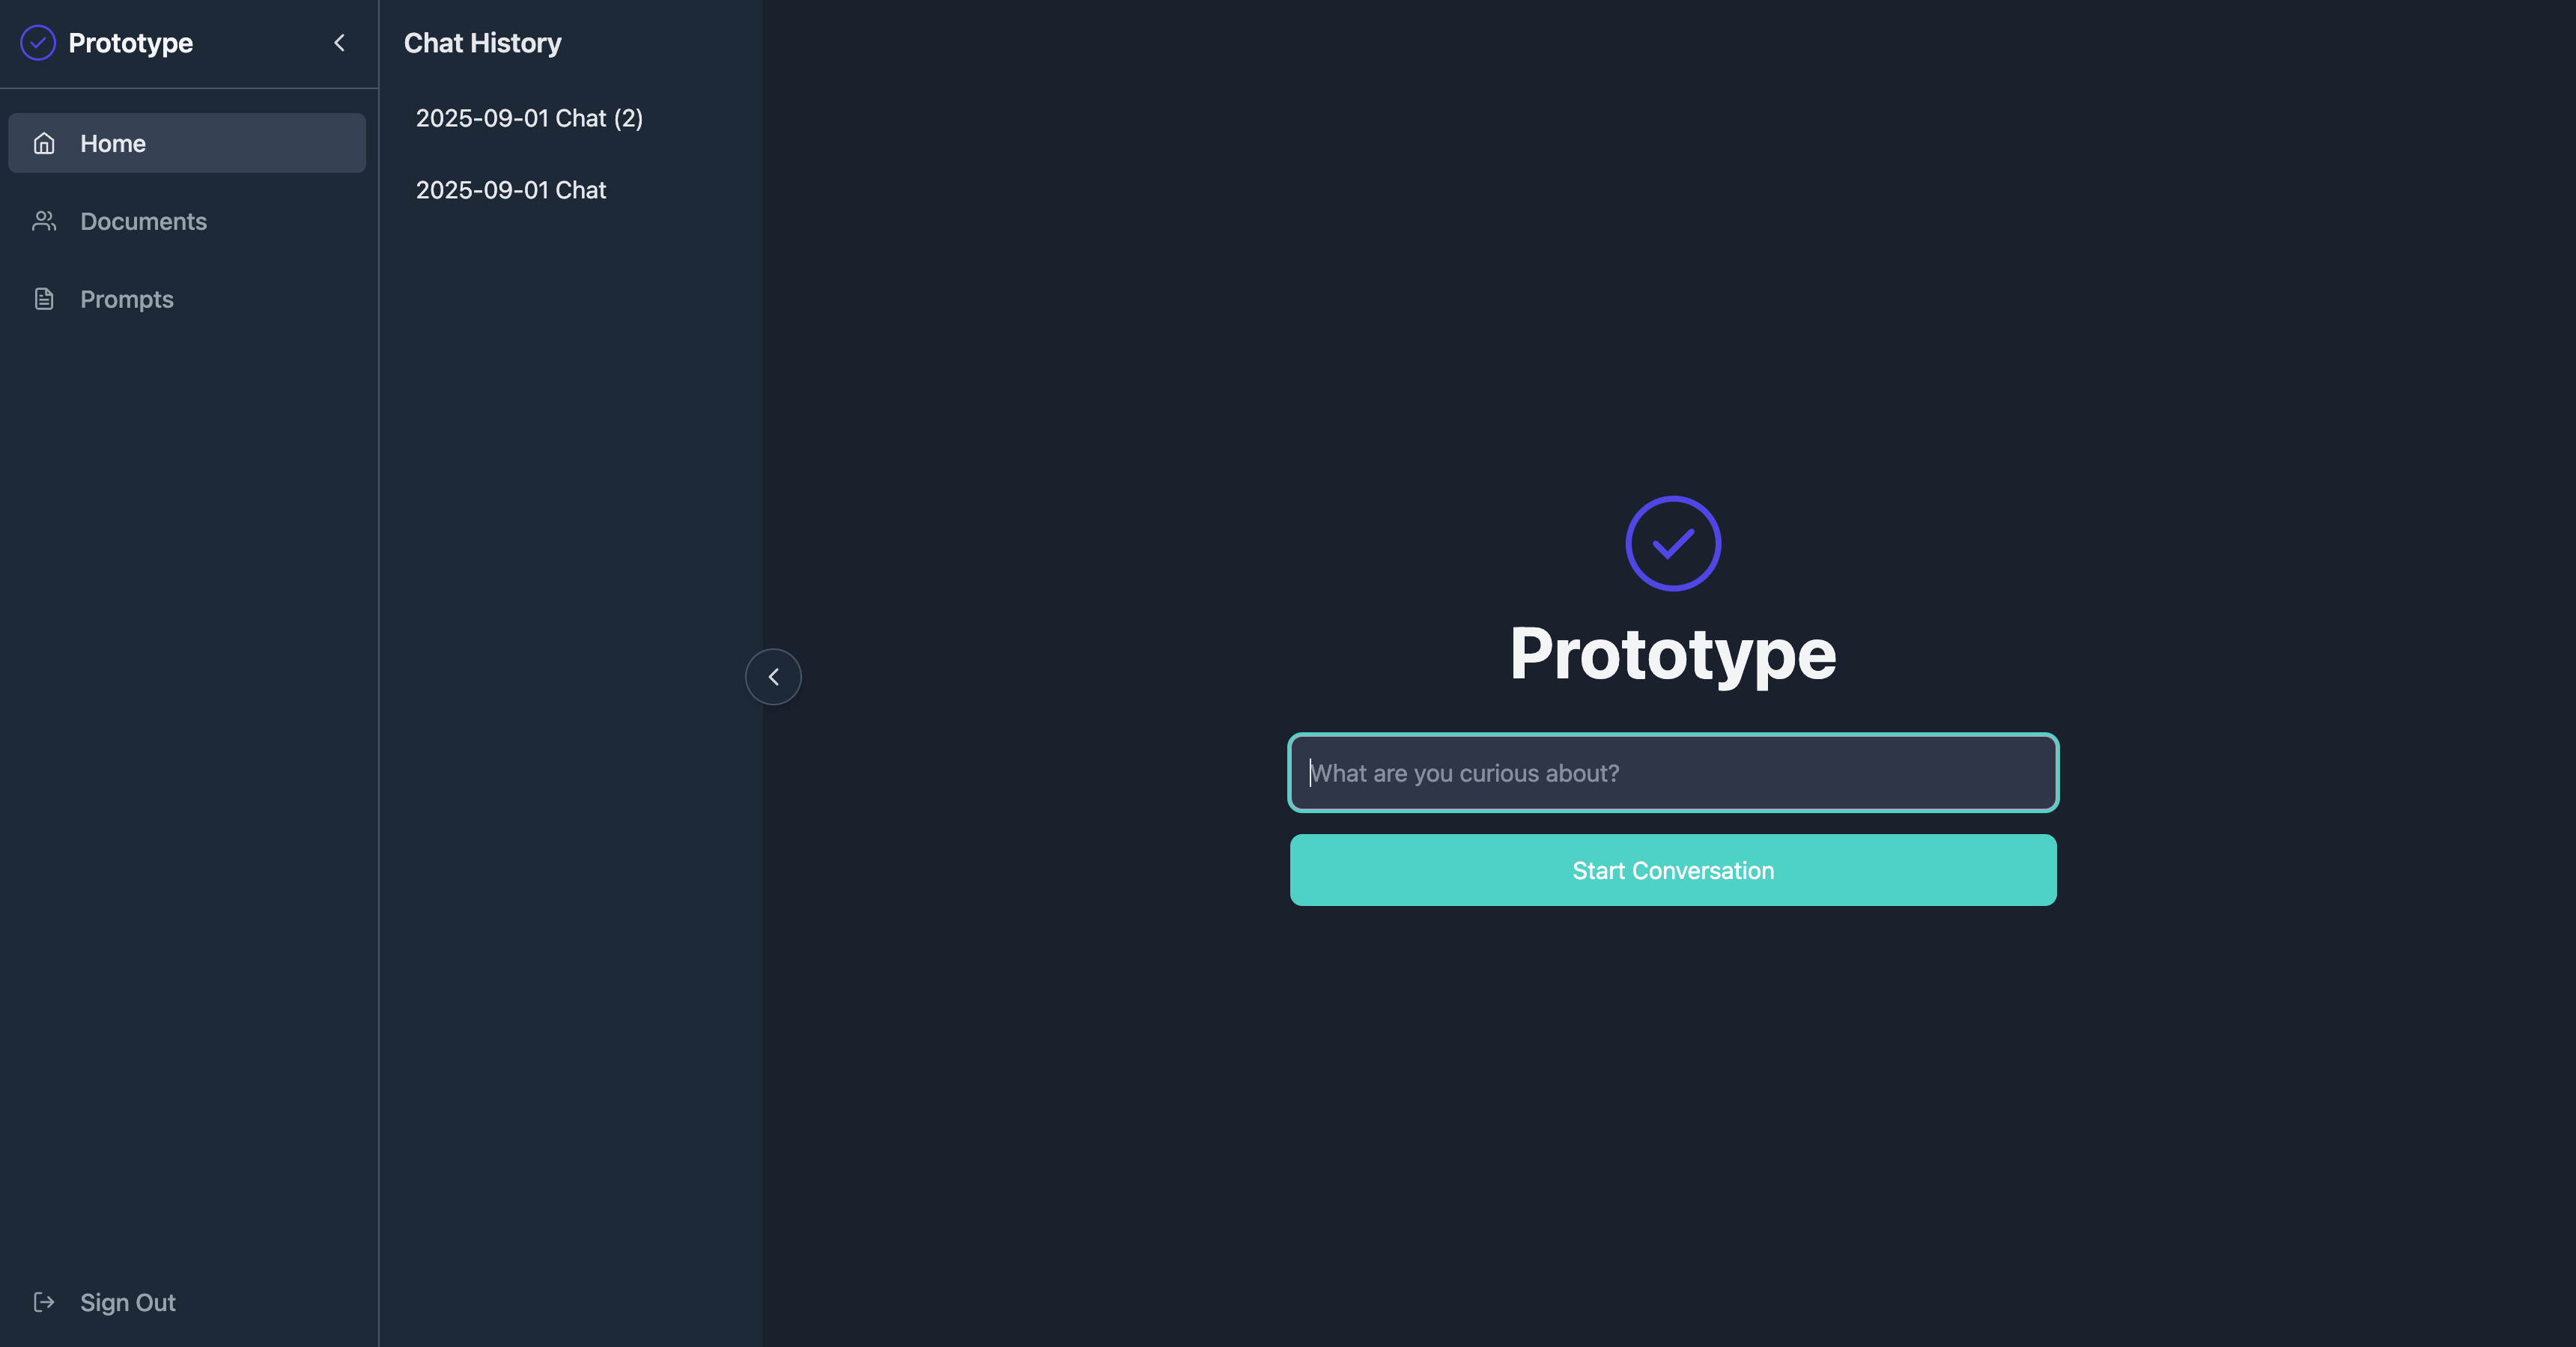 Prototype
Home
Documents
Prompts
Sign Out
Chat History
2025-09-01 Chat (2)
2025-09-01 Chat
Prototype
What are you curious about?
Start Conversation